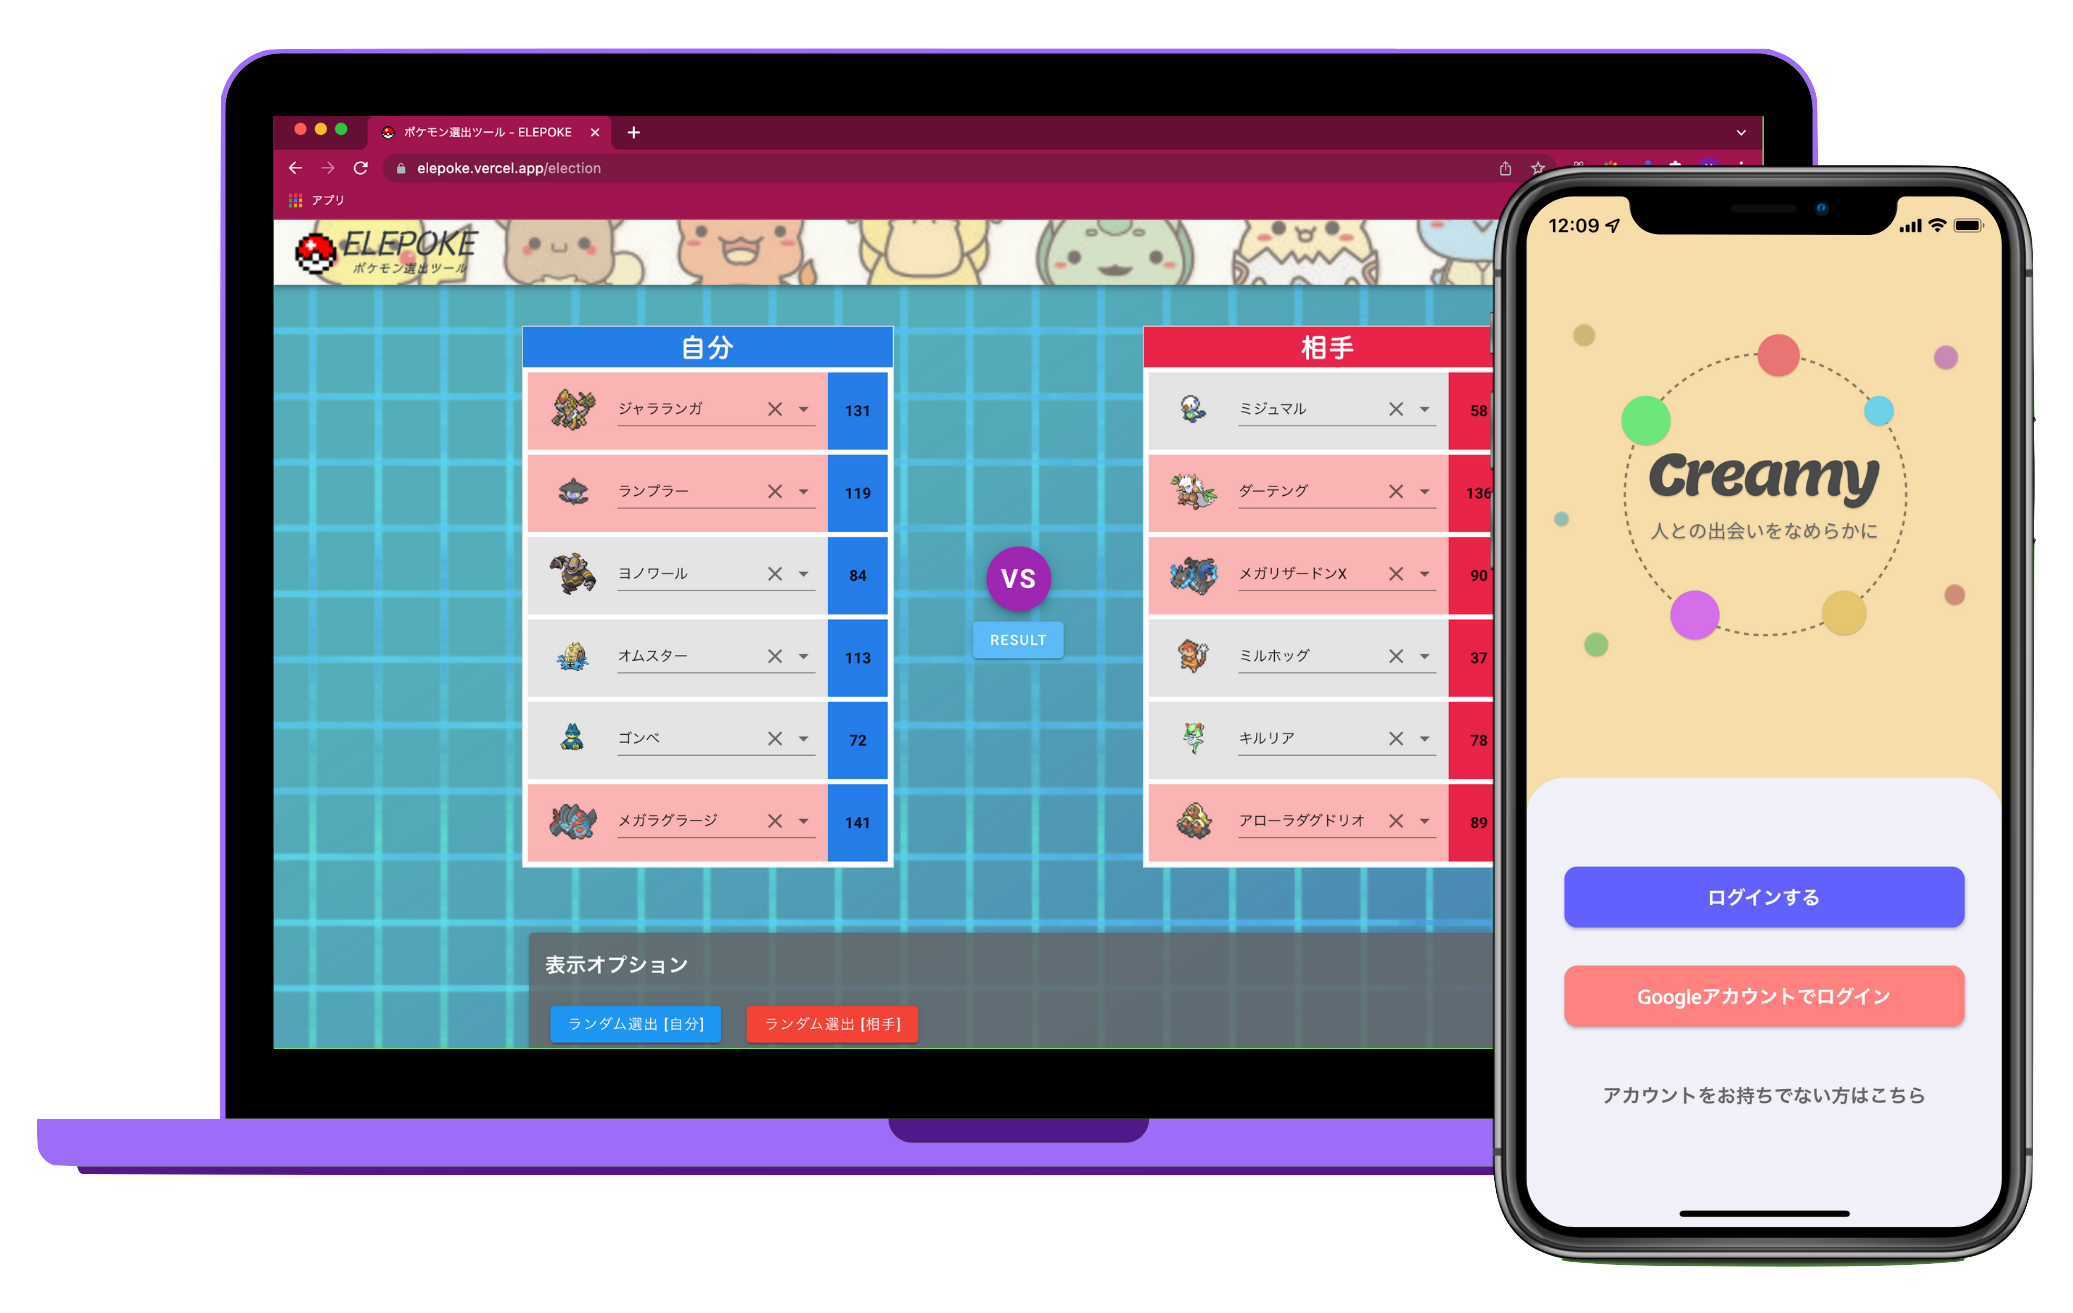 ポケモン選出ツール - ELEPOKE
elepoke.vercel.app/election
アプリ
ELEPOKE
ポケモン選出ツール
自分
ジャラランガ 131
ランプラー 119
ヨノワール 84
オムスター 113
ゴンベ 72
メガラグラージ 141
VS
RESULT
相手
ミジュマル 58
ダーテング 136
メガリザードンX 90
ミルホッグ 37
キルリア 78
アローラダグドリオ 89
表示オプション
ランダム選出 [自分]
ランダム選出 [相手]
12:09
Creamy
人との出会いをなめらかに
ログインする
Googleアカウントでログイン
アカウントをお持ちでない方はこちら